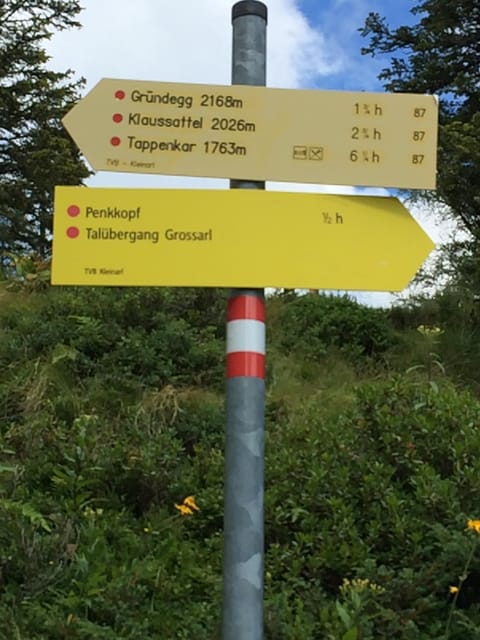 Gründegg 2168m 1 ¾ h 87
Klaussattel 2026m 2 ¾ h 87
Tappenkar 1763m 6 ¼ h 87
TVB - Kleinarl
Penkkopf ½ h
Talübergang Grossarl
TVB Kleinarl